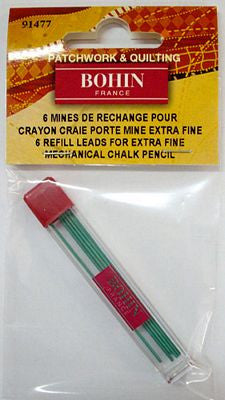 91477
PATCHWORK & QUILTING
BOHIN
FRANCE
6 MINES DE RECHANGE POUR
CRAYON CRAIE PORTE MINE EXTRA FINE
6 REFILL LEADS FOR EXTRA FINE
MECHANICAL CHALK PENCIL